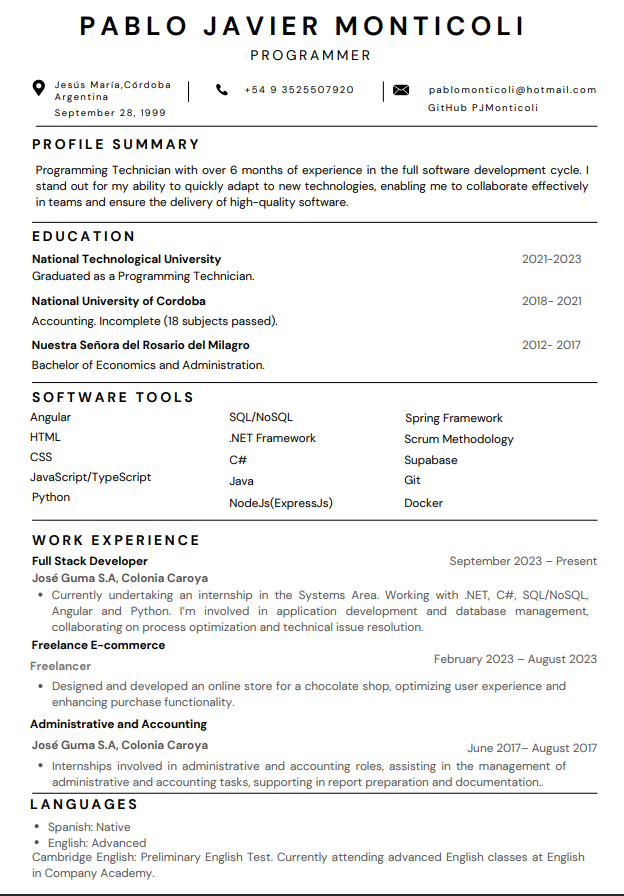 PABLO JAVIER MONTICOLI
PROGRAMMER
Jesús María,Córdoba
Argentina
September 28, 1999
+54 9 3525507920
pablomonticoli@hotmail.com
GitHub PJMonticoli
PROFILE SUMMARY
Programming Technician with over 6 months of experience in the full software development cycle. I
stand out for my ability to quickly adapt to new technologies, enabling me to collaborate effectively
in teams and ensure the delivery of high-quality software.
EDUCATION
National Technological University 2021-2023
Graduated as a Programming Technician.
National University of Cordoba 2018- 2021
Accounting. Incomplete (18 subjects passed).
Nuestra Señora del Rosario del Milagro 2012- 2017
Bachelor of Economics and Administration.
SOFTWARE TOOLS
Angular
HTML
CSS
JavaScript/TypeScript
Python
SQL/NoSQL
.NET Framework
C#
Java
NodeJs(ExpressJs)
Spring Framework
Scrum Methodology
Supabase
Git
Docker
WORK EXPERIENCE
Full Stack Developer September 2023 – Present
José Guma S.A, Colonia Caroya
• Currently undertaking an internship in the Systems Area. Working with .NET, C#, SQL/NoSQL,
Angular and Python. I'm involved in application development and database management,
collaborating on process optimization and technical issue resolution.
Freelance E-commerce
Freelancer February 2023 – August 2023
• Designed and developed an online store for a chocolate shop, optimizing user experience and
enhancing purchase functionality.
Administrative and Accounting
José Guma S.A, Colonia Caroya June 2017– August 2017
• Internships involved in administrative and accounting roles, assisting in the management of
administrative and accounting tasks, supporting in report preparation and documentation..
LANGUAGES
• Spanish: Native
• English: Advanced
Cambridge English: Preliminary English Test. Currently attending advanced English classes at English
in Company Academy.